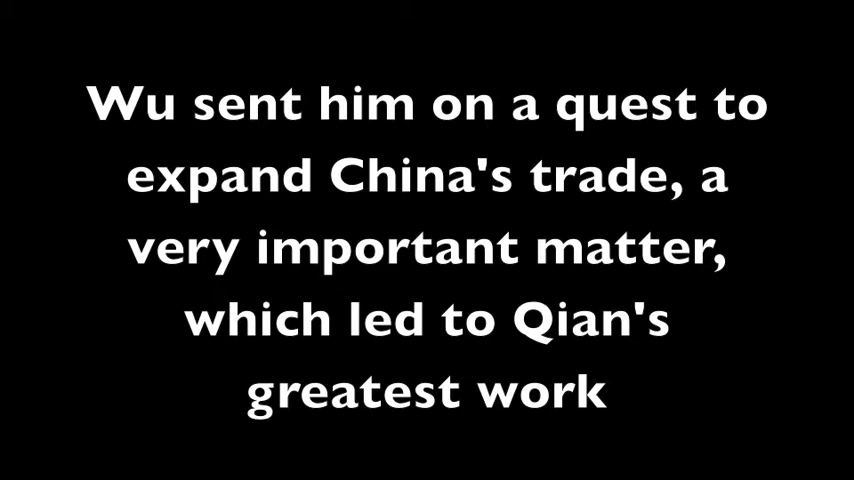 Wu sent him on a quest to
expand China's trade, a
very important matter,
which led to Qian's
greatest work